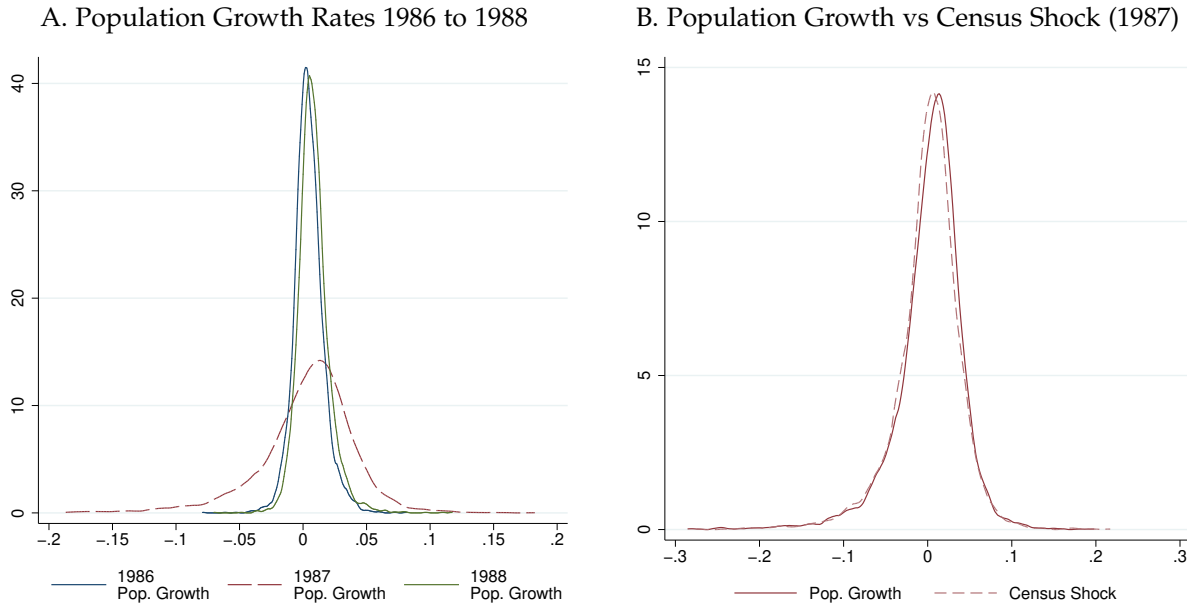 A. Population Growth Rates 1986 to 1988
40
30
20
10
0
-.2 -.15 -.1 -.05 0 .05 .1 .15 .2
1986 Pop. Growth
1987 Pop. Growth
1988 Pop. Growth
B. Population Growth vs Census Shock (1987)
15
10
5
0
-.3 -.2 -.1 0 .1 .2 .3
Pop. Growth
Census Shock